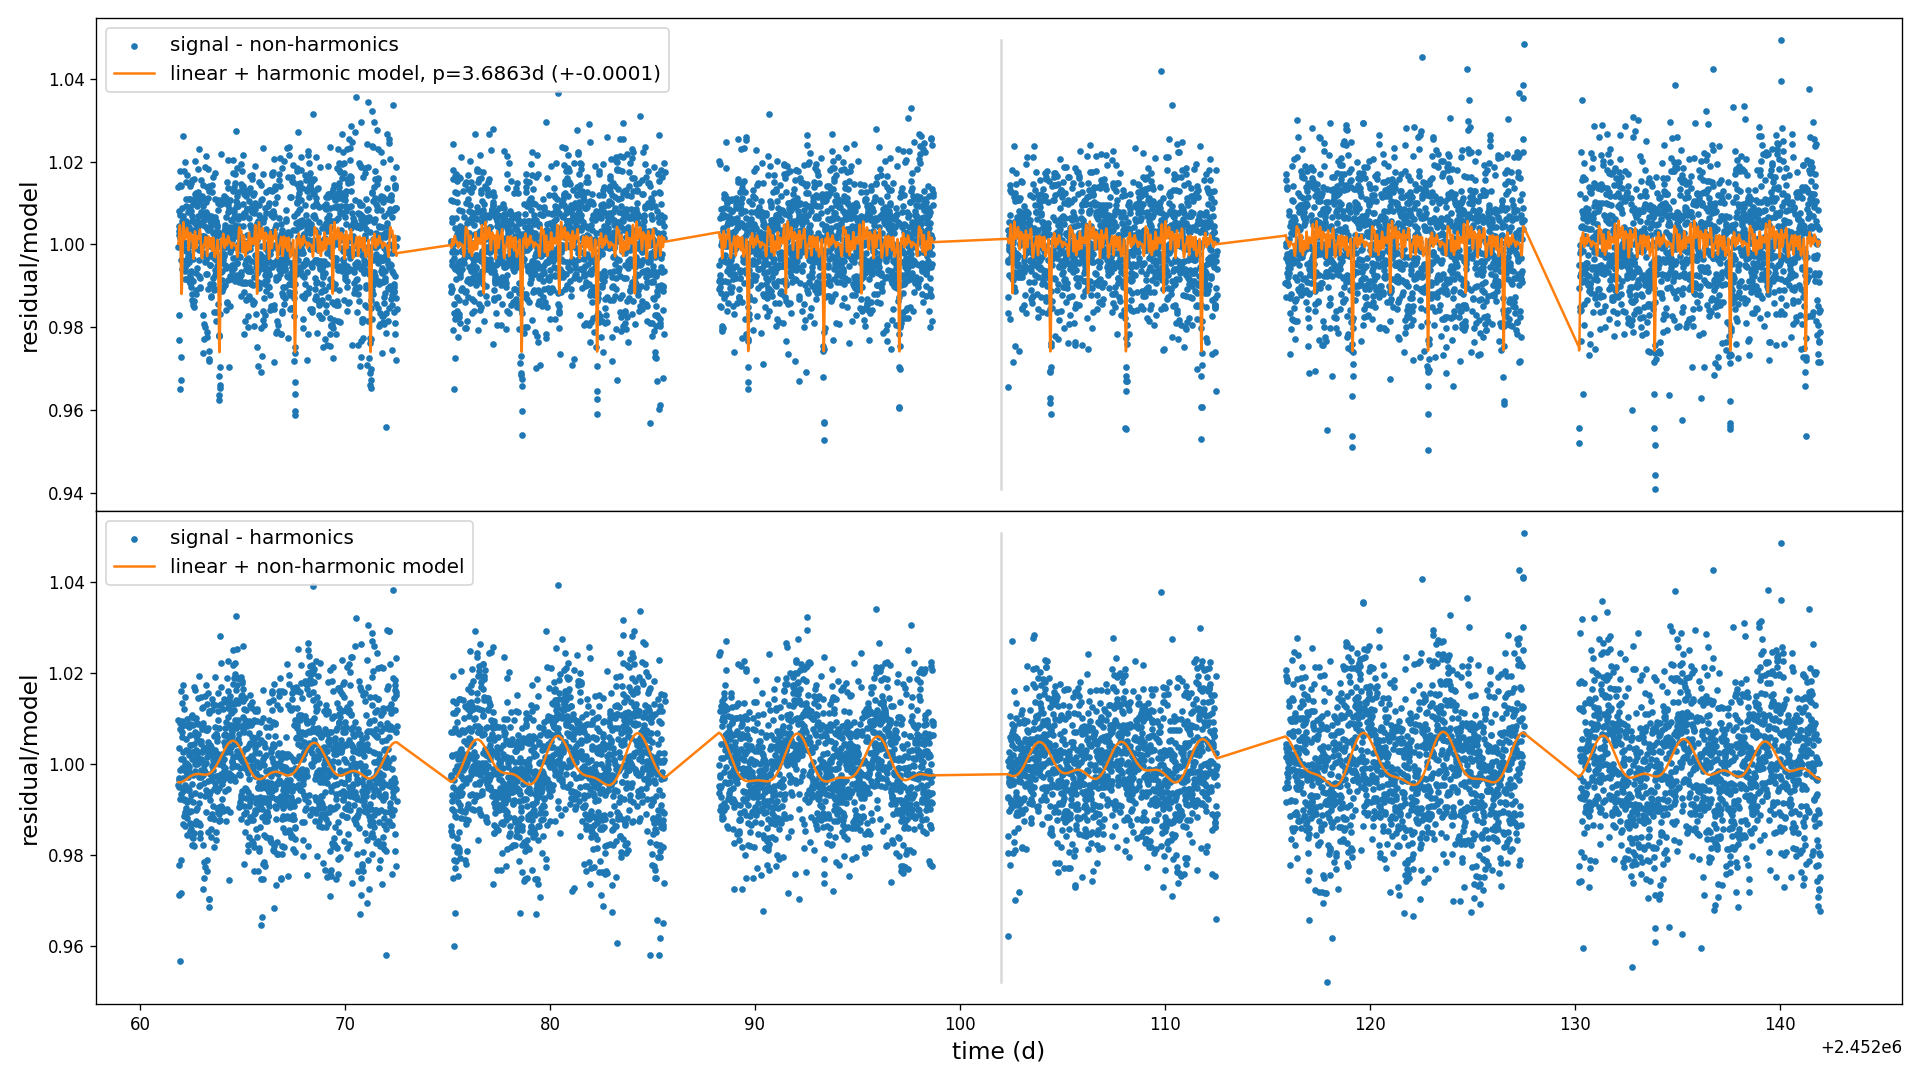 signal - non-harmonics
linear + harmonic model, p=3.6863d (+-0.0001)
1.04
1.02
1.00
0.98
0.96
0.94
residual/model
signal - harmonics
linear + non-harmonic model
1.04
1.02
1.00
0.98
0.96
residual/model
60 70 80 90 100 110 120 130 140
+2.452e6
time (d)